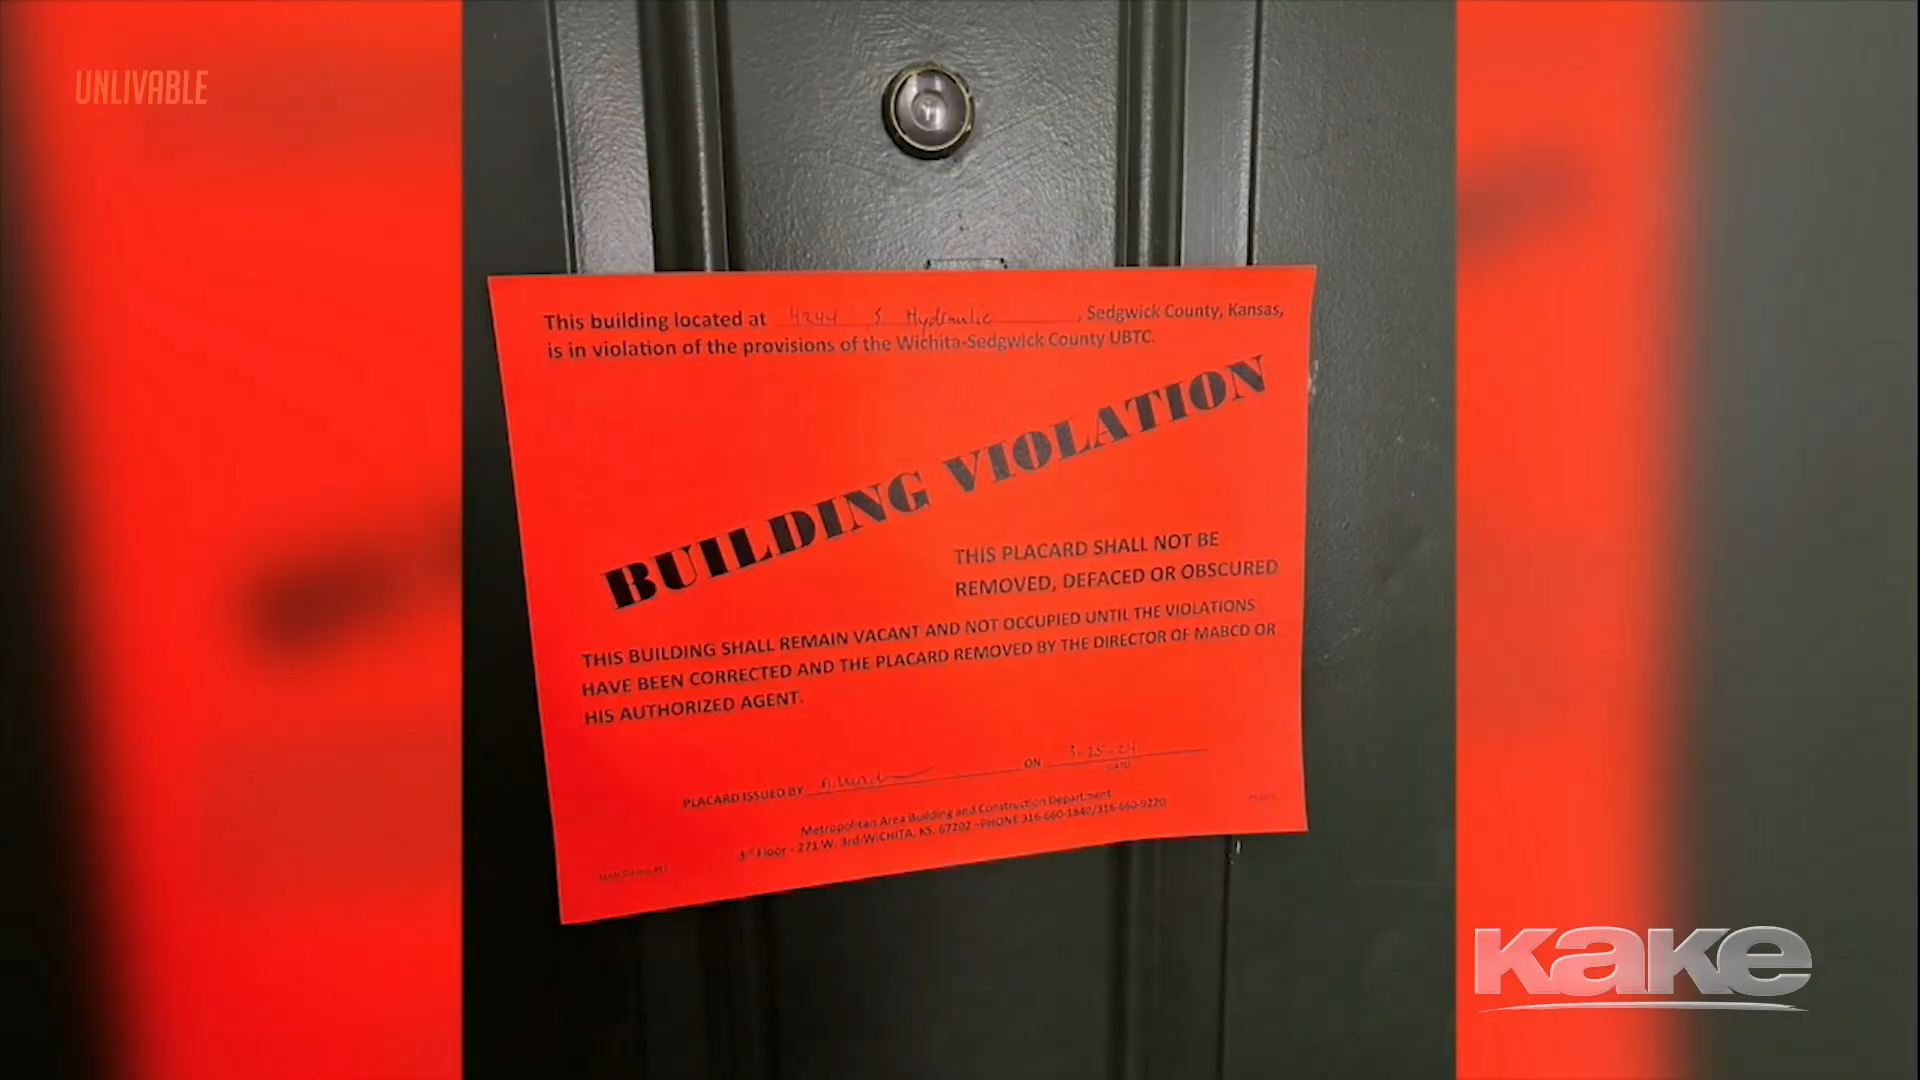 UNLIVABLE
This building located at 4244 S Hydraulic, Sedgwick County, Kansas,
is in violation of the provisions of the Wichita-Sedgwick County UBTC.
BUILDING VIOLATION
THIS PLACARD SHALL NOT BE
REMOVED, DEFACED OR OBSCURED
THIS BUILDING SHALL REMAIN VACANT AND NOT OCCUPIED UNTIL THE VIOLATIONS
HAVE BEEN CORRECTED AND THE PLACARD REMOVED BY THE DIRECTOR OF MABCD OR
HIS AUTHORIZED AGENT.
PLACARD ISSUED BY ON 3-25-24
(DATE)
Metropolitan Area Building and Construction Department
3rd Floor - 271 W. 3rd-WICHITA, KS. 67202 –PHONE 316-660-1840/316-660-9220
kake